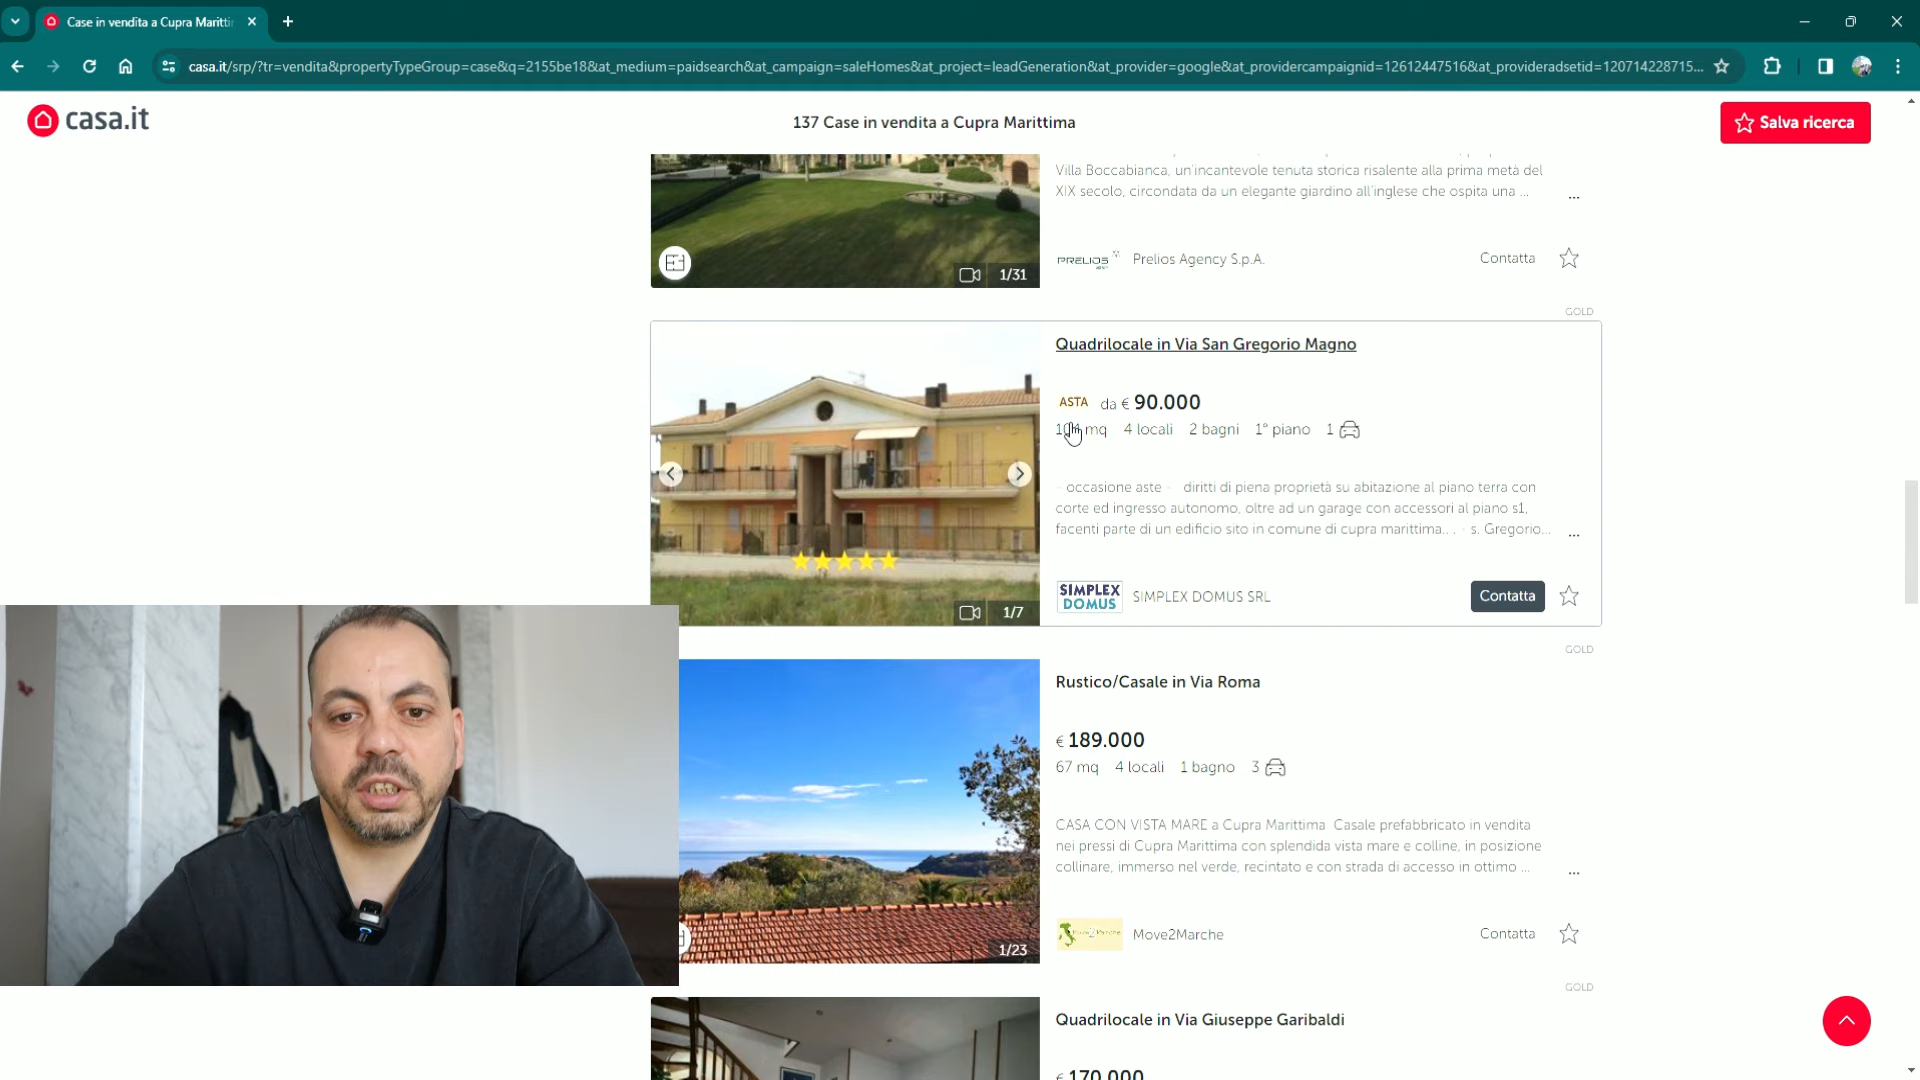 Case in vendita a Cupra Maritti
casa.it/srp/?tr=vendita&propertyTypeGroup=case&q=2155be18&at_medium=paidsearch&at_campaign=saleHomes&at_project=leadGeneration&at_provider=google&at_providercampaignid=12612447516&at_provideradsetid=120714228715...
casa.it
137 Case in vendita a Cupra Marittima
Salva ricerca
Villa Boccabianca, un'incantevole tenuta storica risalente alla prima metà del
XIX secolo, circondata da un elegante giardino all'inglese che ospita una ...
...
1/31
PRELIOS
Prelios Agency S.p.A.
Contatta
GOLD
Quadrilocale in Via San Gregorio Magno
ASTA da € 90.000
mq 4 locali 2 bagni 1° piano 1
- occasione aste - diritti di piena proprietà su abitazione al piano terra con
corte ed ingresso autonomo, oltre ad un garage con accessori al piano s1,
facenti parte di un edificio sito in comune di cupra marittima.. . - s. Gregorio...
...
1/7
SIMPLEX
DOMUS
SIMPLEX DOMUS SRL
Contatta
GOLD
Rustico/Casale in Via Roma
€ 189.000
67 mq 4 locali 1 bagno 3
CASA CON VISTA MARE a Cupra Marittima Casale prefabbricato in vendita
nei pressi di Cupra Marittima con splendida vista mare e colline, in posizione
collinare, immerso nel verde, recintato e con strada di accesso in ottimo ...
...
1/23
Move2Marche
Contatta
GOLD
Quadrilocale in Via Giuseppe Garibaldi
€ 170.000